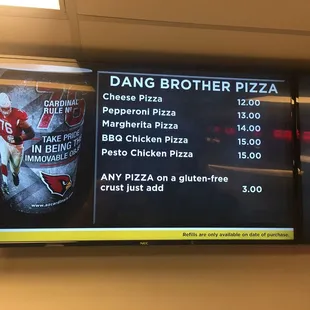 DANG BROTHER PIZZA
Cheese Pizza 12.00
Pepperoni Pizza 13.00
Margherita Pizza 14.00
BBQ Chicken Pizza 15.00
Pesto Chicken Pizza 15.00
ANY PIZZA on a gluten-free
crust just add 3.00
CARDINAL
RULE
76
TAKE PRIDE
IN BEING
IMMOVABLE
76
Refills are only available on date of purchase.